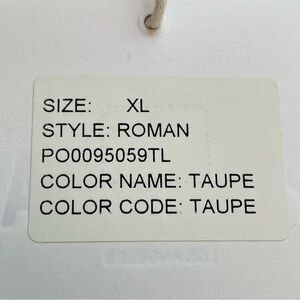 SIZE: XL
STYLE: ROMAN
PO0095059TL
COLOR NAME: TAUPE
COLOR CODE: TAUPE